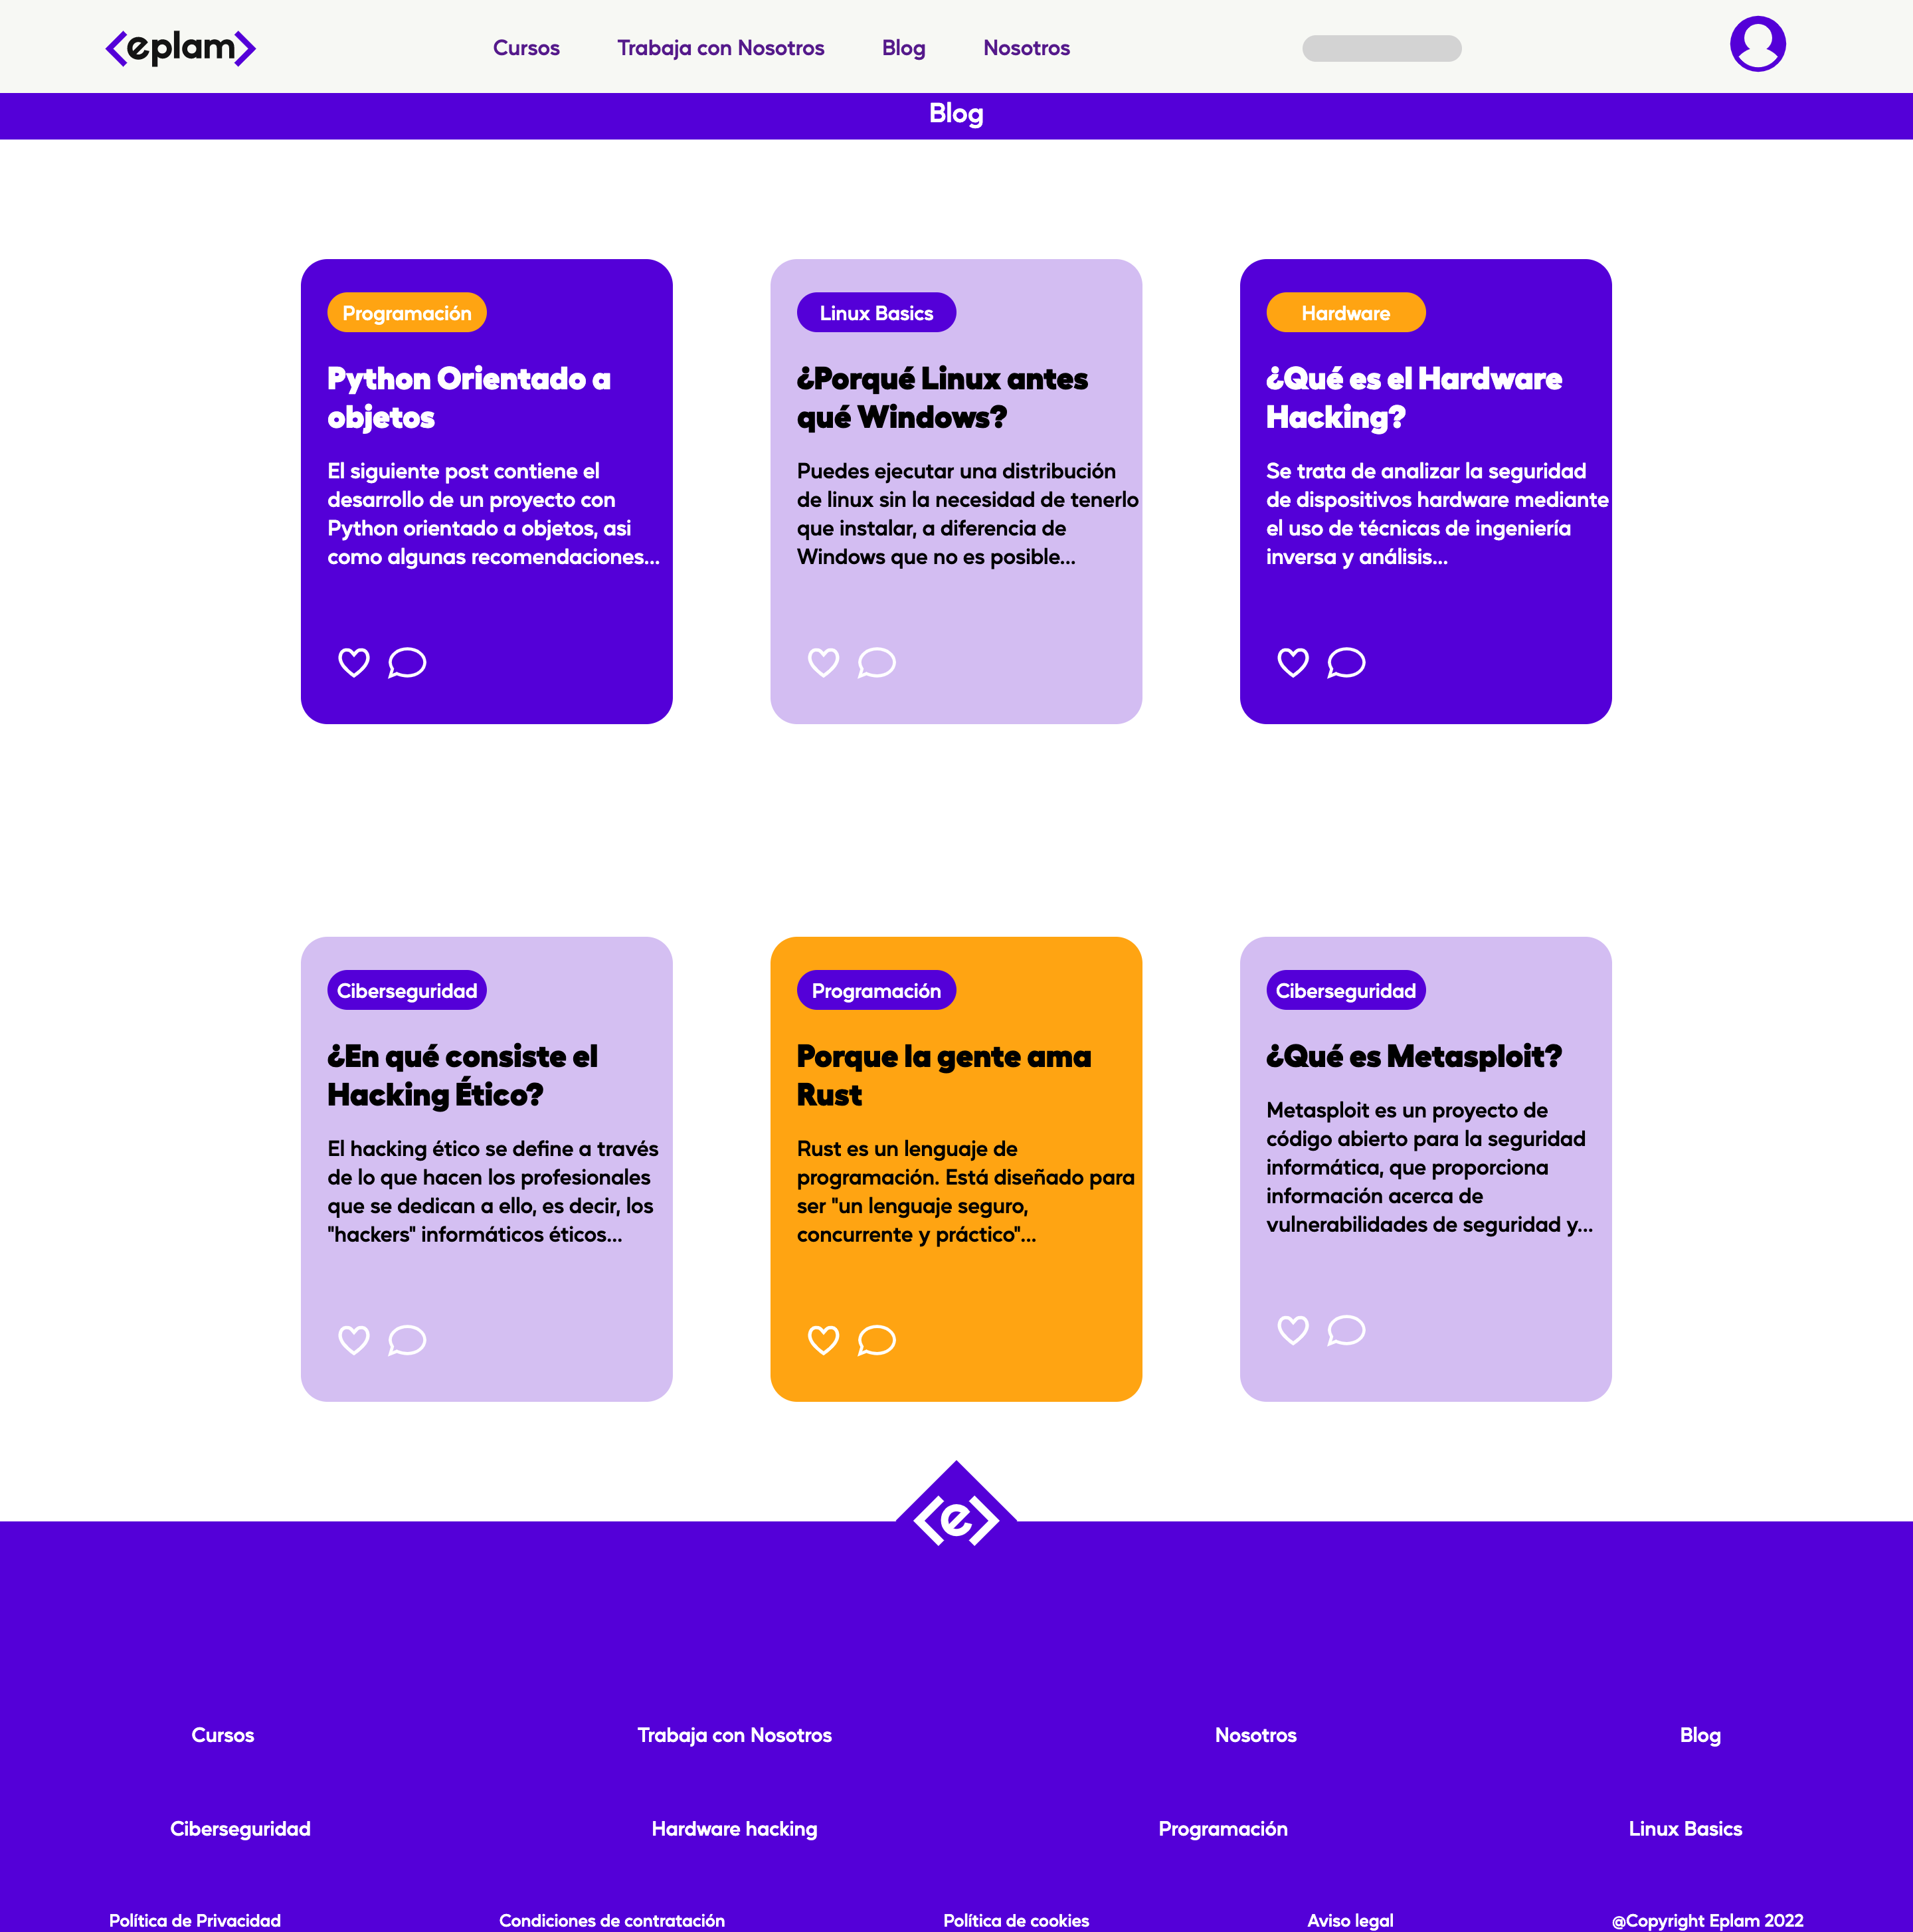 <eplam>
Cursos
Trabaja con Nosotros
Blog
Nosotros
Blog
Programación
Python Orientado a
objetos
El siguiente post contiene el
desarrollo de un proyecto con
Python orientado a objetos, asi
como algunas recomendaciones...
Linux Basics
¿Porqué Linux antes
qué Windows?
Puedes ejecutar una distribución
de linux sin la necesidad de tenerlo
que instalar, a diferencia de
Windows que no es posible...
Hardware
¿Qué es el Hardware
Hacking?
Se trata de analizar la seguridad
de dispositivos hardware mediante
el uso de técnicas de ingeniería
inversa y análisis...
Ciberseguridad
¿En qué consiste el
Hacking Ético?
El hacking ético se define a través
de lo que hacen los profesionales
que se dedican a ello, es decir, los
"hackers" informáticos éticos...
Programación
Porque la gente ama
Rust
Rust es un lenguaje de
programación. Está diseñado para
ser "un lenguaje seguro,
concurrente y práctico"...
Ciberseguridad
¿Qué es Metasploit?
Metasploit es un proyecto de
código abierto para la seguridad
informática, que proporciona
información acerca de
vulnerabilidades de seguridad y...
<e>
Cursos
Trabaja con Nosotros
Nosotros
Blog
Ciberseguridad
Hardware hacking
Programación
Linux Basics
Política de Privacidad
Condiciones de contratación
Política de cookies
Aviso legal
@Copyright Eplam 2022